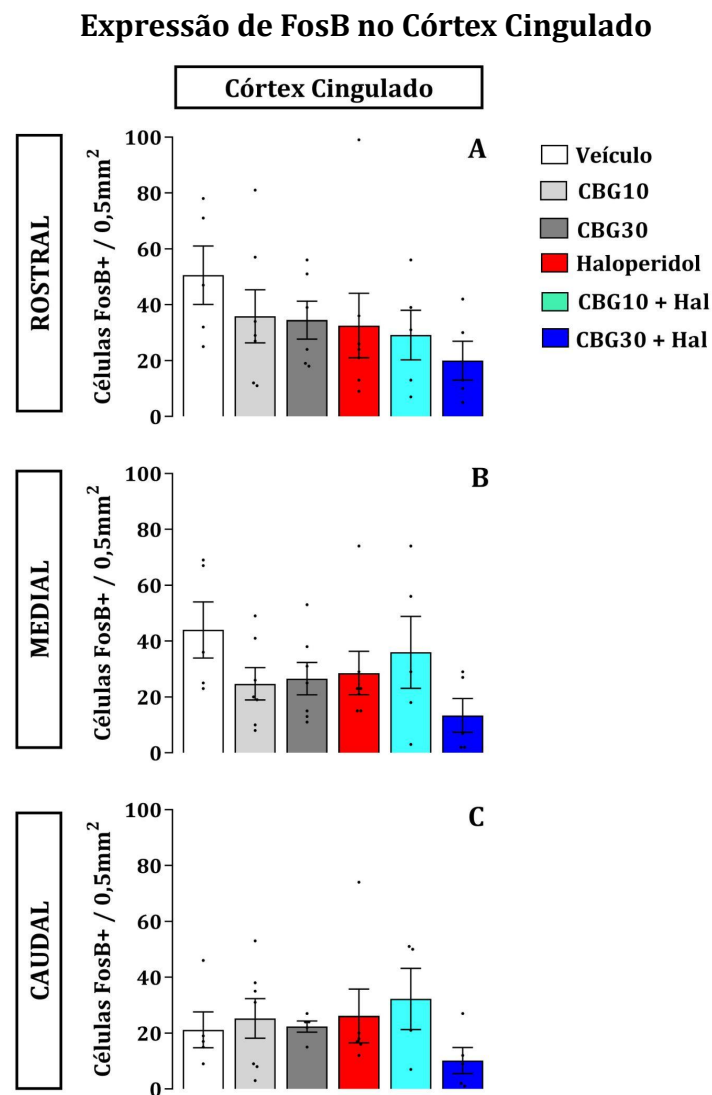 Expressão de FosB no Córtex Cingulado
Córtex Cingulado
ROSTRAL
Células FosB+ / 0,5mm²
100
80
60
40
20
0
A
Veículo
CBG10
CBG30
Haloperidol
CBG10 + Hal
CBG30 + Hal
MEDIAL
Células FosB+ / 0,5mm²
100
80
60
40
20
0
B
CAUDAL
Células FosB+ / 0,5mm²
100
80
60
40
20
0
C